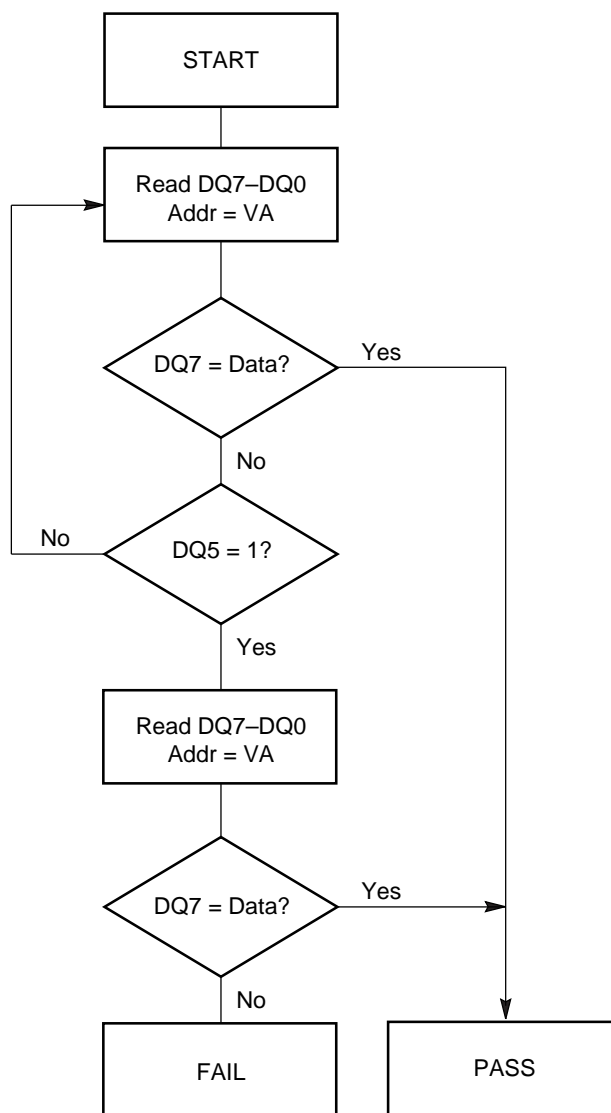 START
Read DQ7–DQ0
Addr = VA
DQ7 = Data?
Yes
No
No
DQ5 = 1?
Yes
Read DQ7–DQ0
Addr = VA
DQ7 = Data?
Yes
No
FAIL
PASS